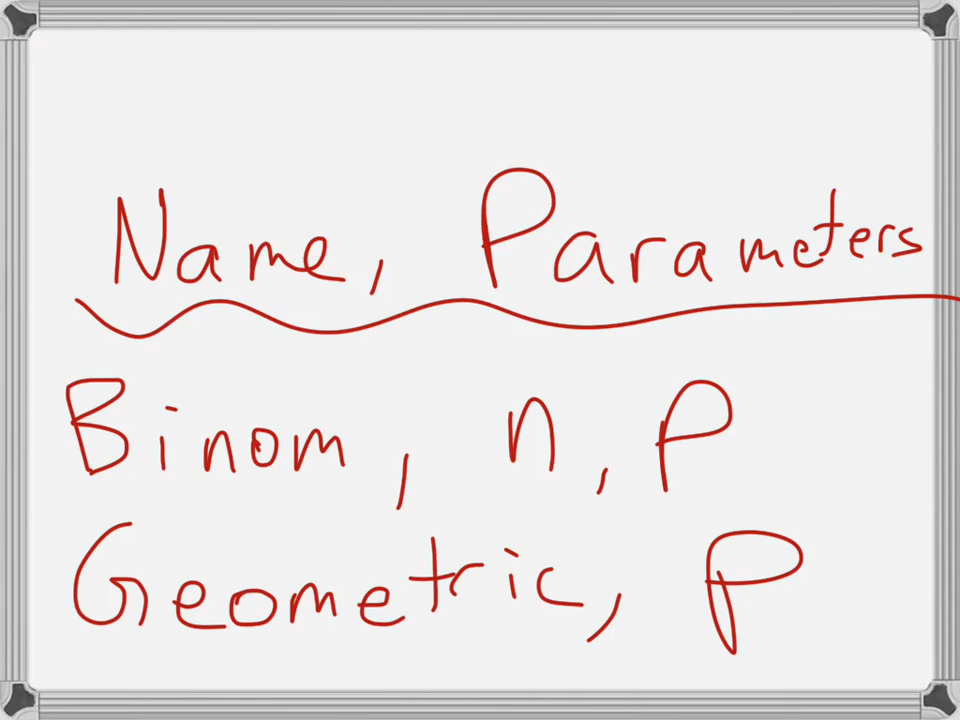 Name, Parameters
Binom, n, p
Geometric, p